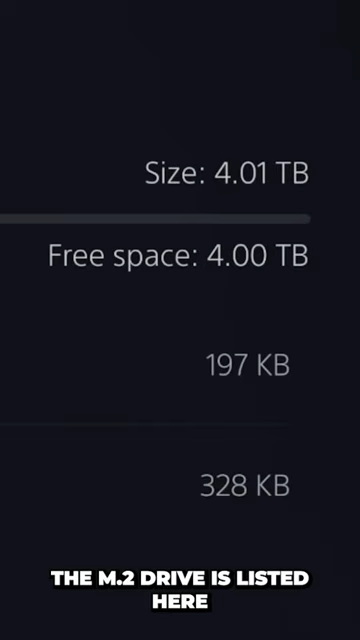 Size: 4.01 TB
Free space: 4.00 TB
197 KB
328 KB
THE M.2 DRIVE IS LISTED
HERE